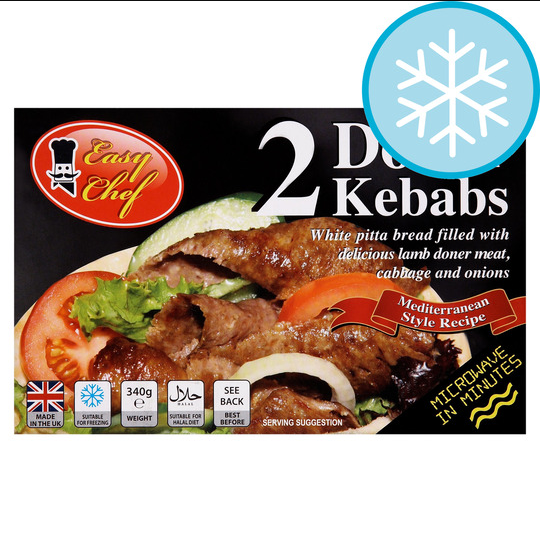 Easy
Chef
2
Kebabs
White pitta bread filled with
delicious lamb doner meat,
cabbage and onions
Mediterranean
Style Recipe
MICROWAVE
IN MINUTES
MADE
IN THE UK
SUITABLE
FOR FREEZING
340g
e
WEIGHT
حلال
HALAL
SUITABLE FOR
HALAL DIET
SEE
BACK
BEST
BEFORE
SERVING SUGGESTION